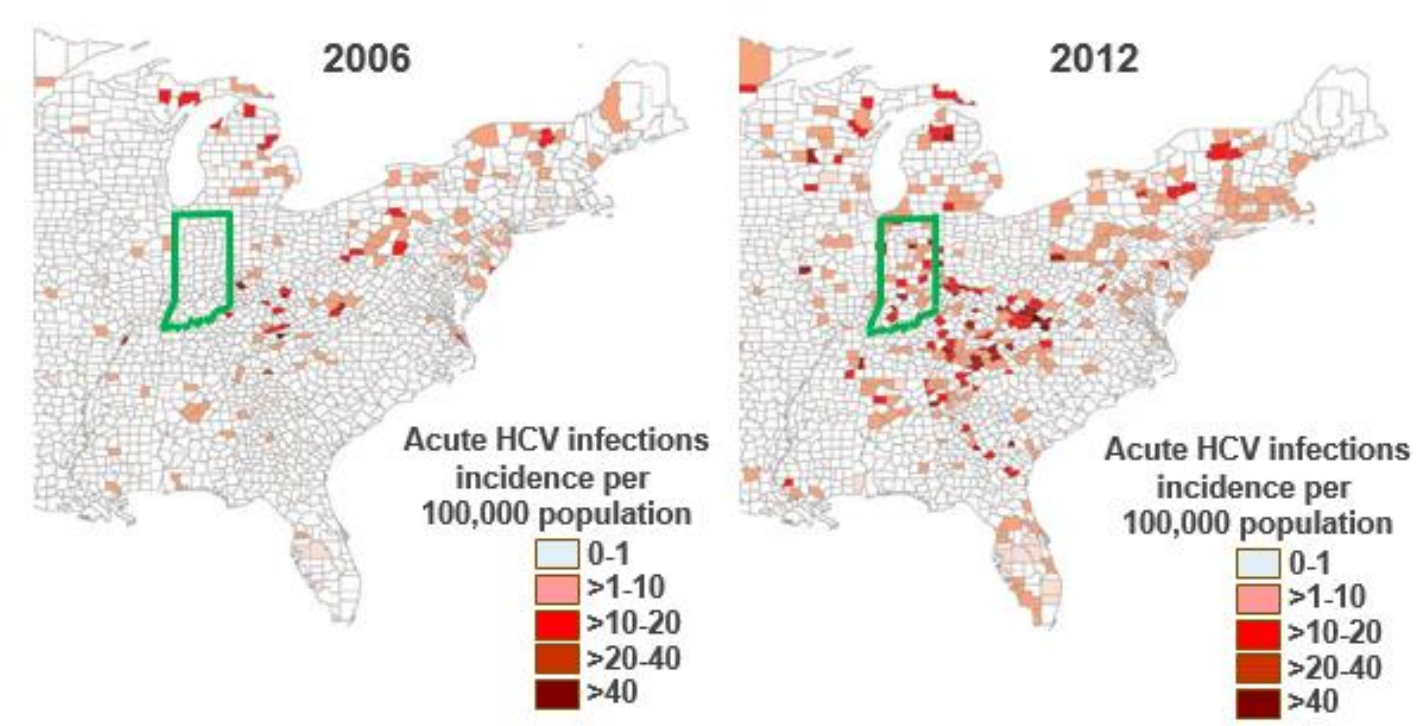 2006
Acute HCV infections
incidence per
100,000 population
0-1
>1-10
>10-20
>20-40
>40
2012
Acute HCV infections
incidence per
100,000 population
0-1
>1-10
>10-20
>20-40
>40